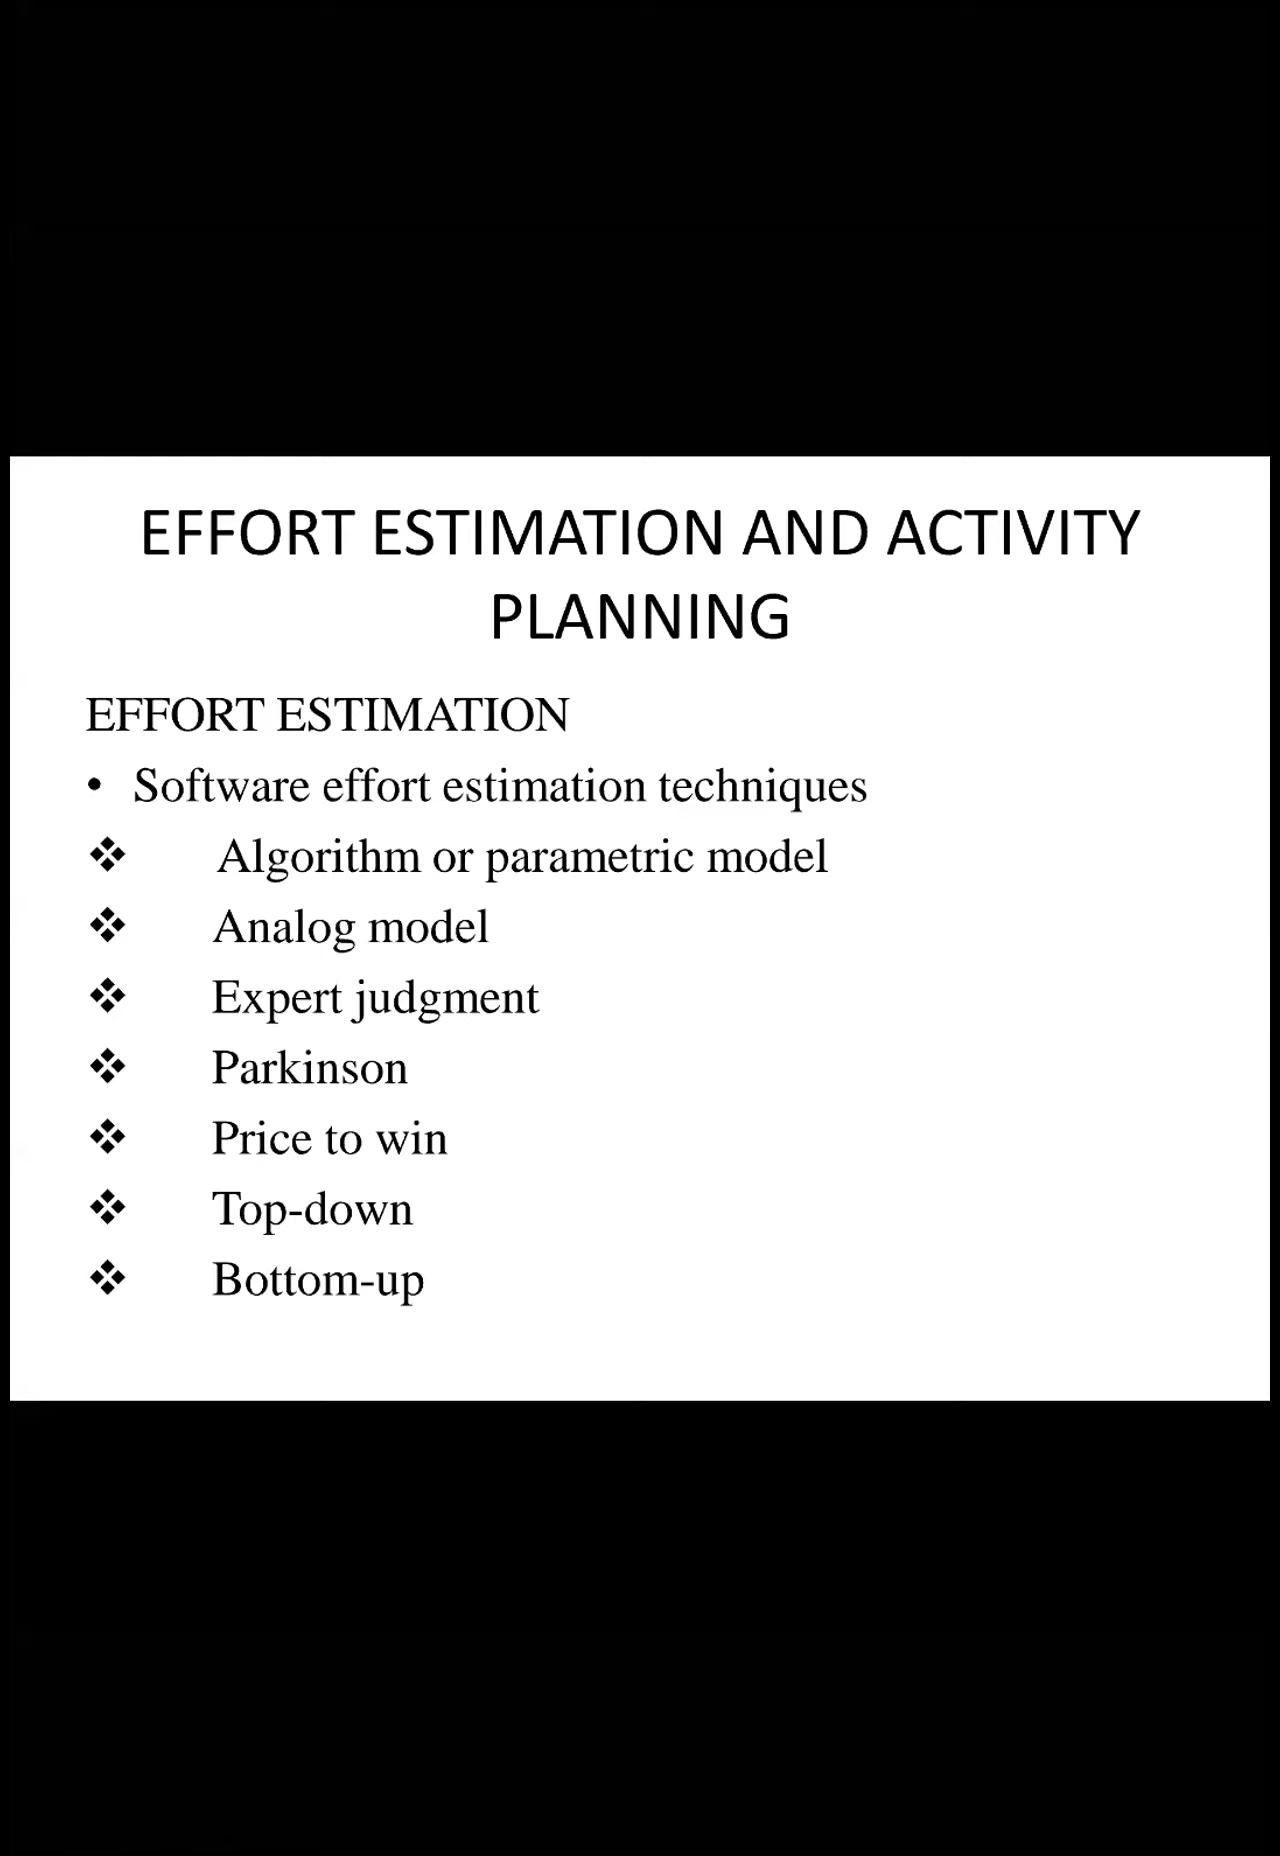 EFFORT ESTIMATION AND ACTIVITY
PLANNING
EFFORT ESTIMATION
• Software effort estimation techniques
❖ Algorithm or parametric model
❖ Analog model
❖ Expert judgment
❖ Parkinson
❖ Price to win
❖ Top-down
❖ Bottom-up